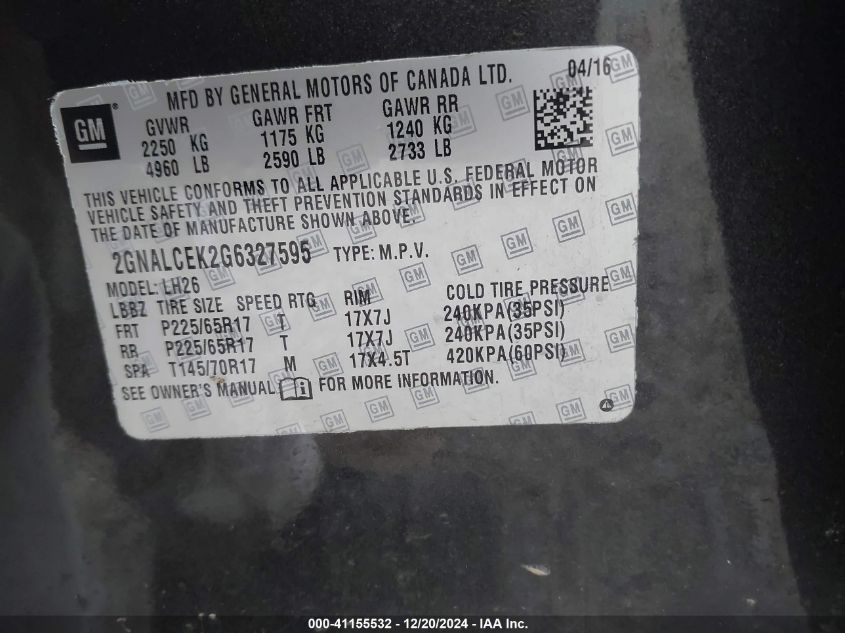 MFD BY GENERAL MOTORS OF CANADA LTD. 04/16
GM
GVWR GAWR FRT GAWR RR
2250 KG 1175 KG 1240 KG
4960 LB 2590 LB 2733 LB
THIS VEHICLE CONFORMS TO ALL APPLICABLE U.S. FEDERAL MOTOR
VEHICLE SAFETY AND THEFT PREVENTION STANDARDS IN EFFECT ON
THE DATE OF MANUFACTURE SHOWN ABOVE.
2GNALCEK2G6327595 TYPE: M.P.V.
MODEL: LH26
LBBZ TIRE SIZE SPEED RTG RIM COLD TIRE PRESSURE
FRT P225/65R17 T 17X7J 240KPA(35PSI)
RR P225/65R17 T 17X7J 240KPA(35PSI)
SPA T145/70R17 M 17X4.5T 420KPA(60PSI)
SEE OWNER'S MANUAL i FOR MORE INFORMATION.
000-41155532 - 12/20/2024 - IAA Inc.